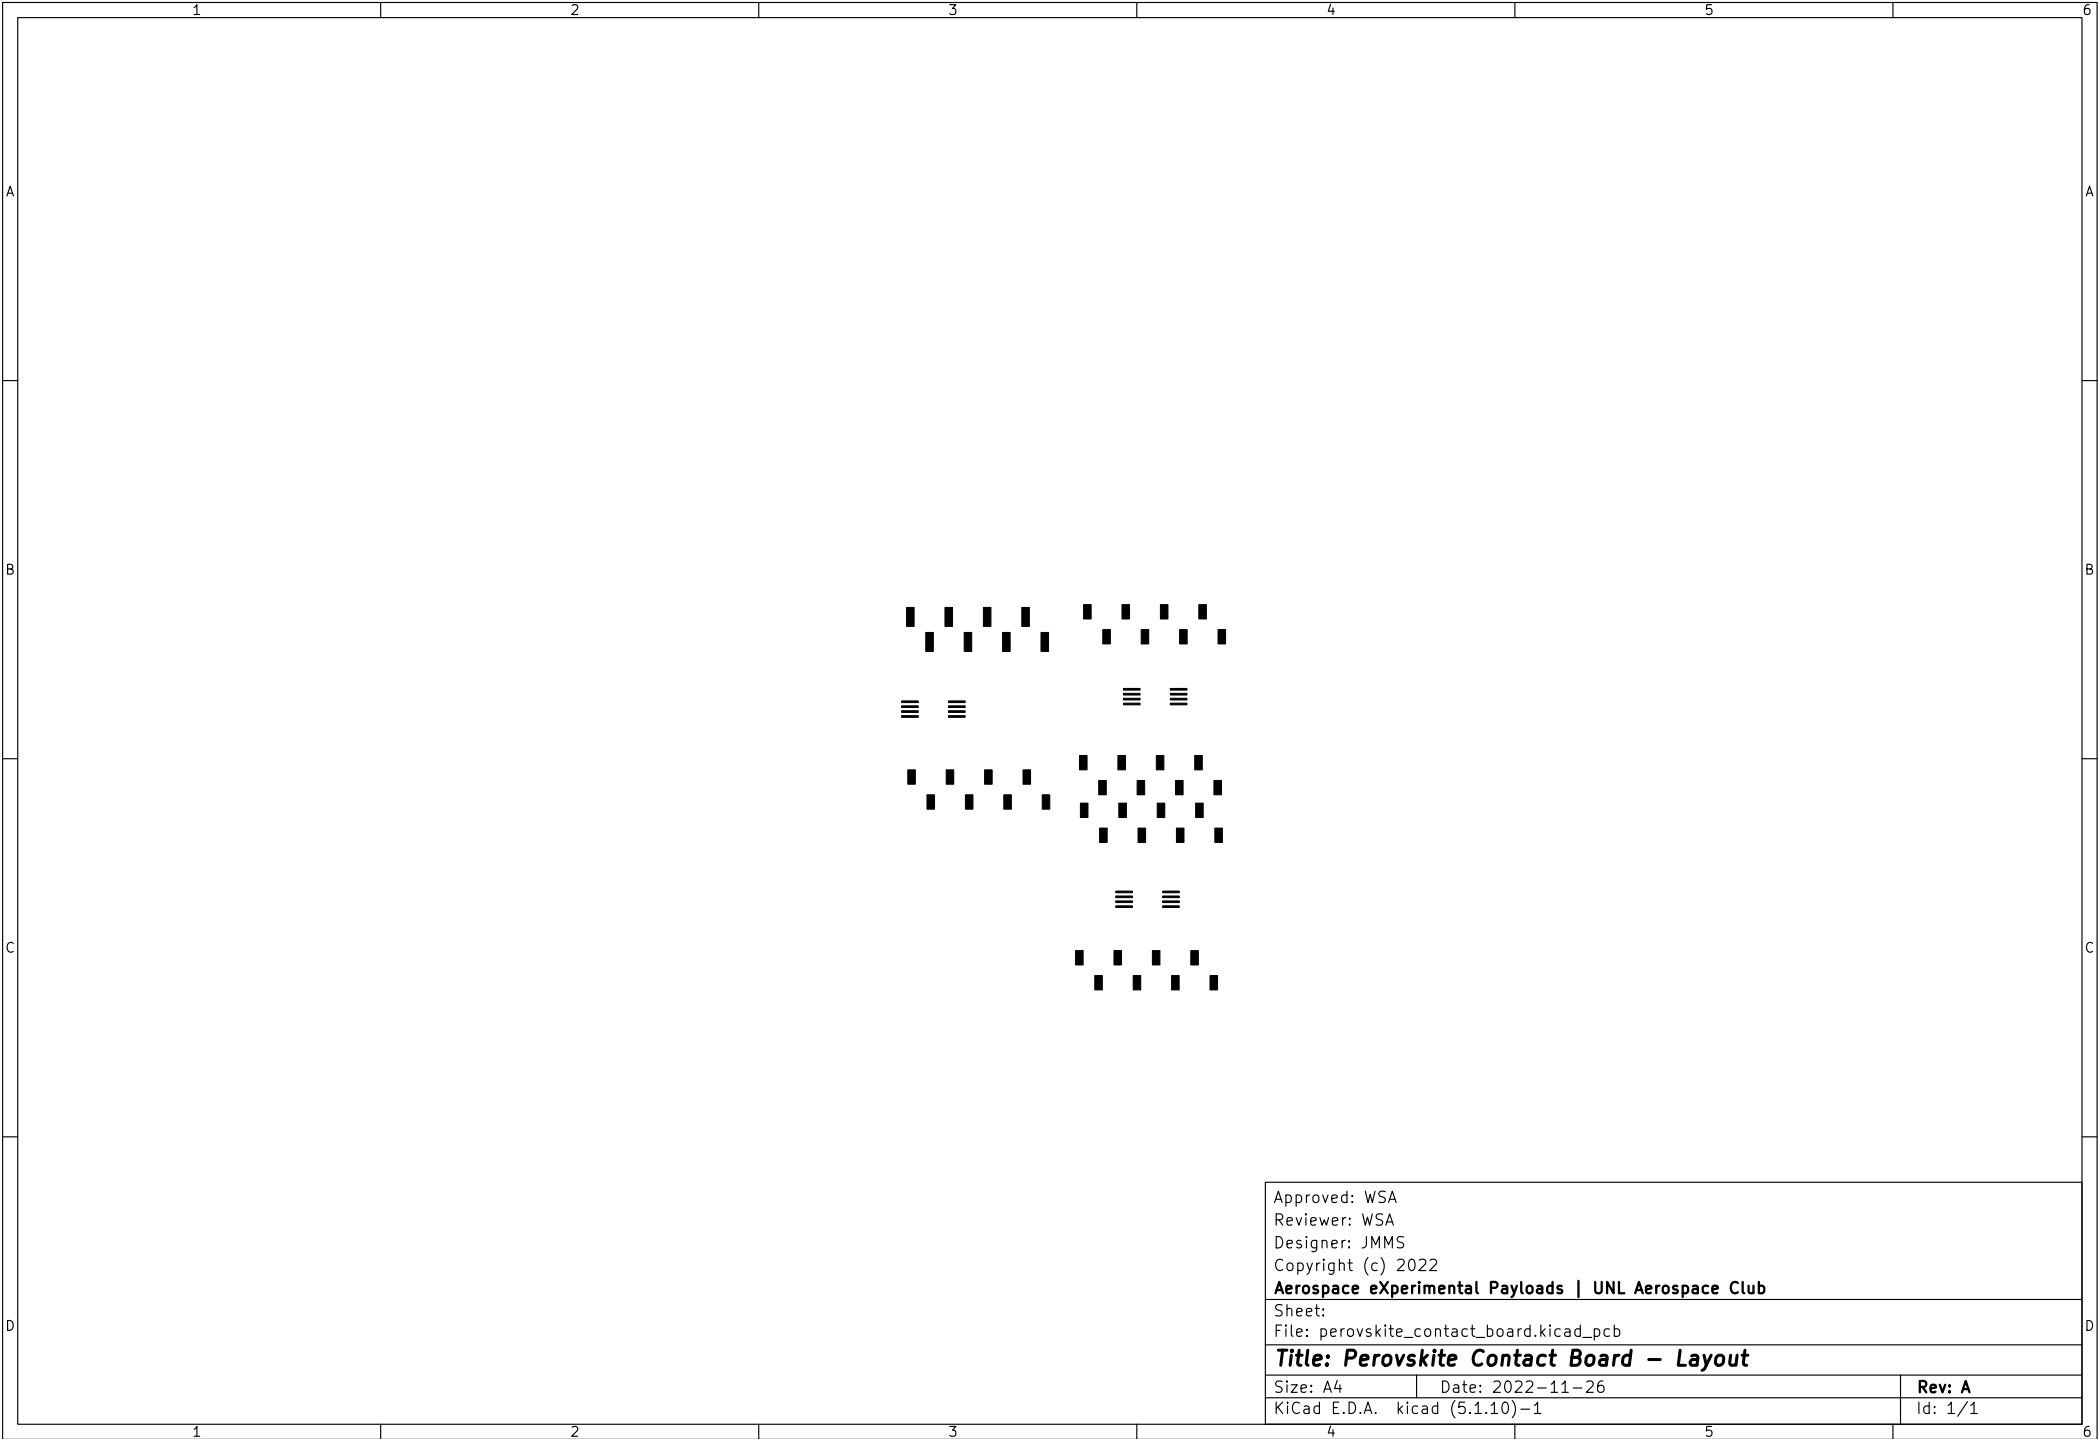 1 2 3 4 5 6
A A
B B
C C
Approved: WSA
Reviewer: WSA
Designer: JMMS
Copyright (c) 2022
Aerospace eXperimental Payloads | UNL Aerospace Club
Sheet:
D D
File: perovskite_contact_board.kicad_pcb
Title: Perovskite Contact Board – Layout
Size: A4 Date: 2022–11–26 Rev: A
KiCad E.D.A. kicad (5.1.10)–1 Id: 1/1
1 2 3 4 5 6